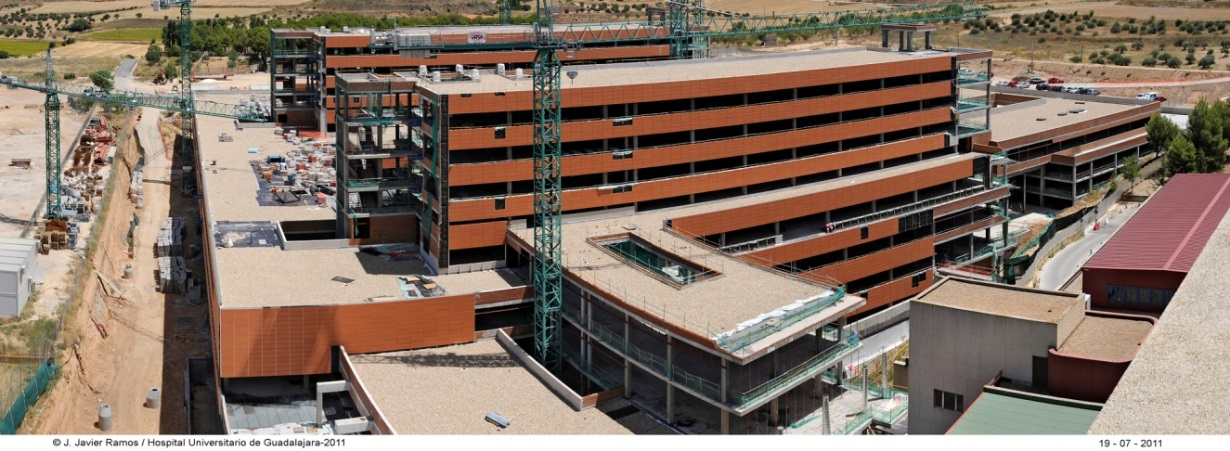 © J. Javier Ramos / Hospital Universitario de Guadalajara-2011
19 - 07 - 2011